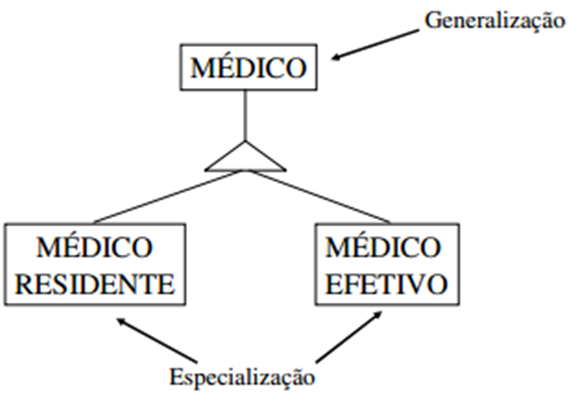 Generalização
MÉDICO
MÉDICO
RESIDENTE
MÉDICO
EFETIVO
Especialização